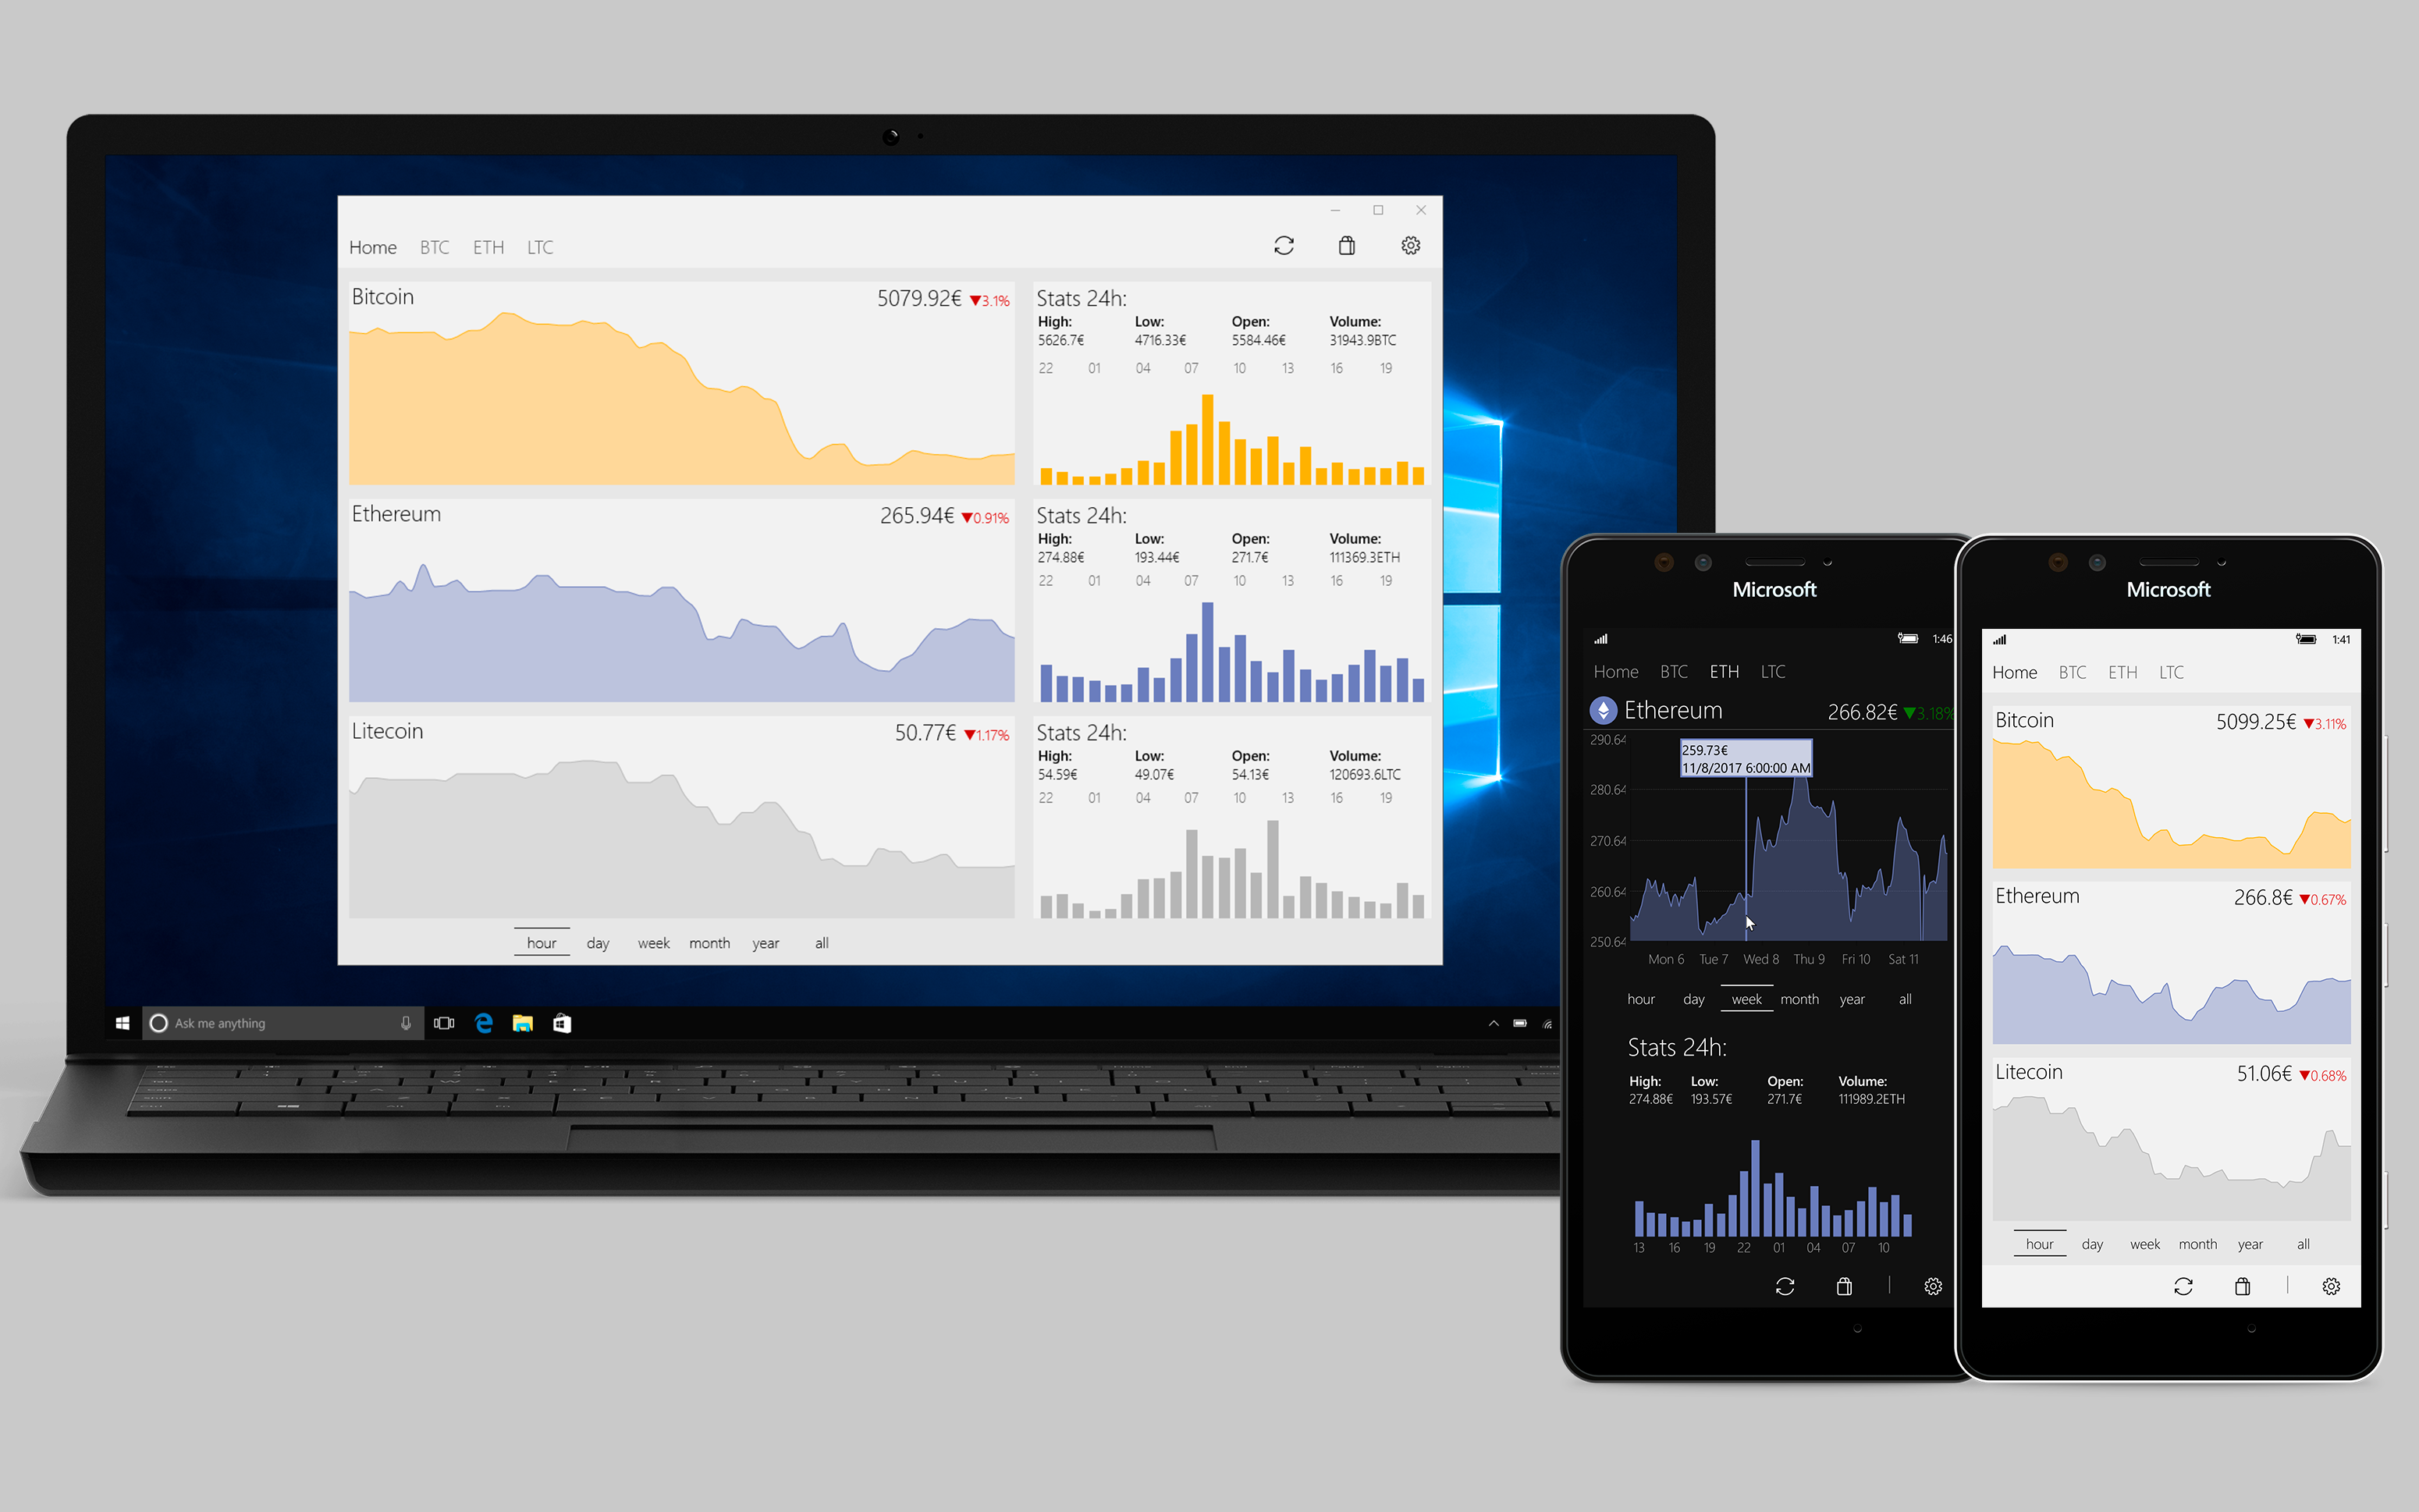 Home BTC ETH LTC
Bitcoin 5079.92€ ▼3.1%
Stats 24h:
High: Low: Open: Volume:
5626.7€ 4716.33€ 5584.46€ 31943.9BTC
22 01 04 07 10 13 16 19
Ethereum 265.94€ ▼0.91%
Stats 24h:
High: Low: Open: Volume:
274.88€ 193.44€ 271.7€ 111369.3ETH
22 01 04 07 10 13 16 19
Litecoin 50.77€ ▼1.17%
Stats 24h:
High: Low: Open: Volume:
54.59€ 49.07€ 54.13€ 120693.6LTC
22 01 04 07 10 13 16 19
hour day week month year all
Ask me anything
Microsoft
1:46
Home BTC ETH LTC
Ethereum 266.82€ ▼3.18%
290.64
259.73€
11/8/2017 6:00:00 AM
280.64
270.64
260.64
250.64
Mon 6 Tue 7 Wed 8 Thu 9 Fri 10 Sat 11
hour day week month year all
Stats 24h:
High: Low: Open: Volume:
274.88€ 193.57€ 271.7€ 111989.2ETH
13 16 19 22 01 04 07 10
Microsoft
1:41
Home BTC ETH LTC
Bitcoin 5099.25€ ▼3.11%
Ethereum 266.8€ ▼0.67%
Litecoin 51.06€ ▼0.68%
hour day week month year all